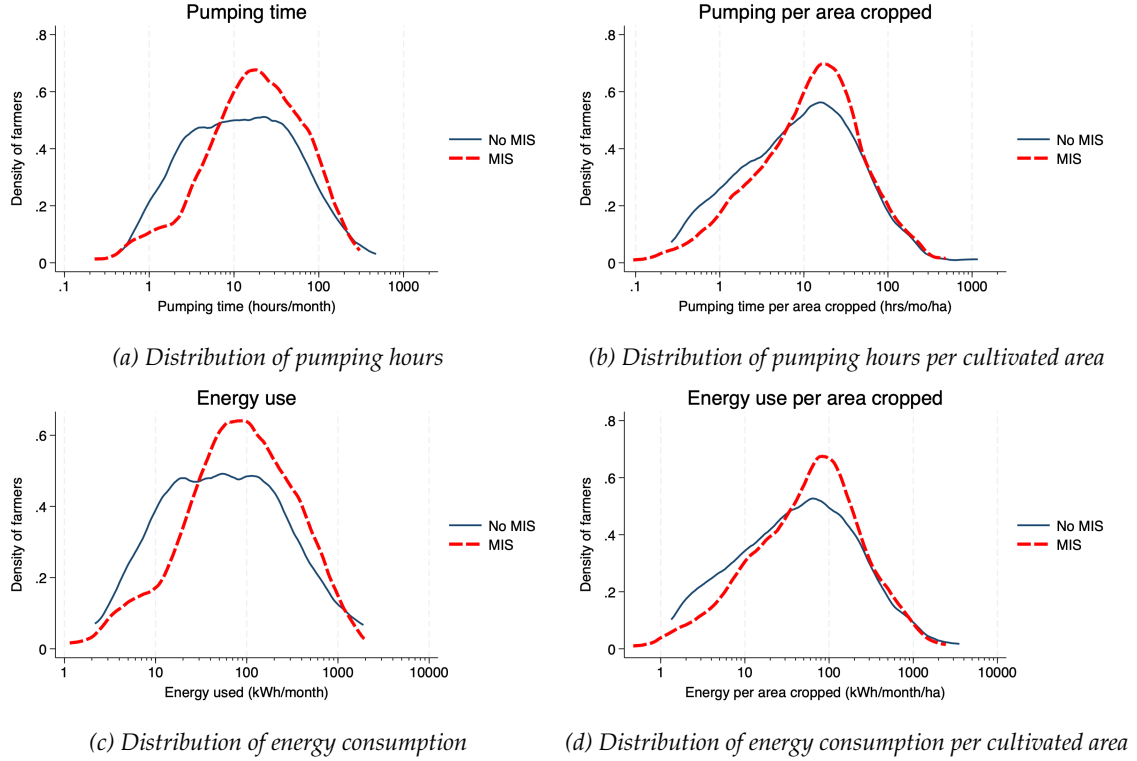 Pumping time
Density of farmers
.8
.6
.4
.2
0
.1
1
10
100
1000
Pumping time (hours/month)
No MIS
MIS
(a) Distribution of pumping hours
Pumping per area cropped
Density of farmers
.8
.6
.4
.2
0
.1
1
10
100
1000
Pumping time per area cropped (hrs/mo/ha)
No MIS
MIS
(b) Distribution of pumping hours per cultivated area
Energy use
Density of farmers
.6
.4
.2
0
1
10
100
1000
10000
Energy used (kWh/month)
No MIS
MIS
(c) Distribution of energy consumption
Energy use per area cropped
Density of farmers
.8
.6
.4
.2
0
1
10
100
1000
10000
Energy per area cropped (kWh/month/ha)
No MIS
MIS
(d) Distribution of energy consumption per cultivated area